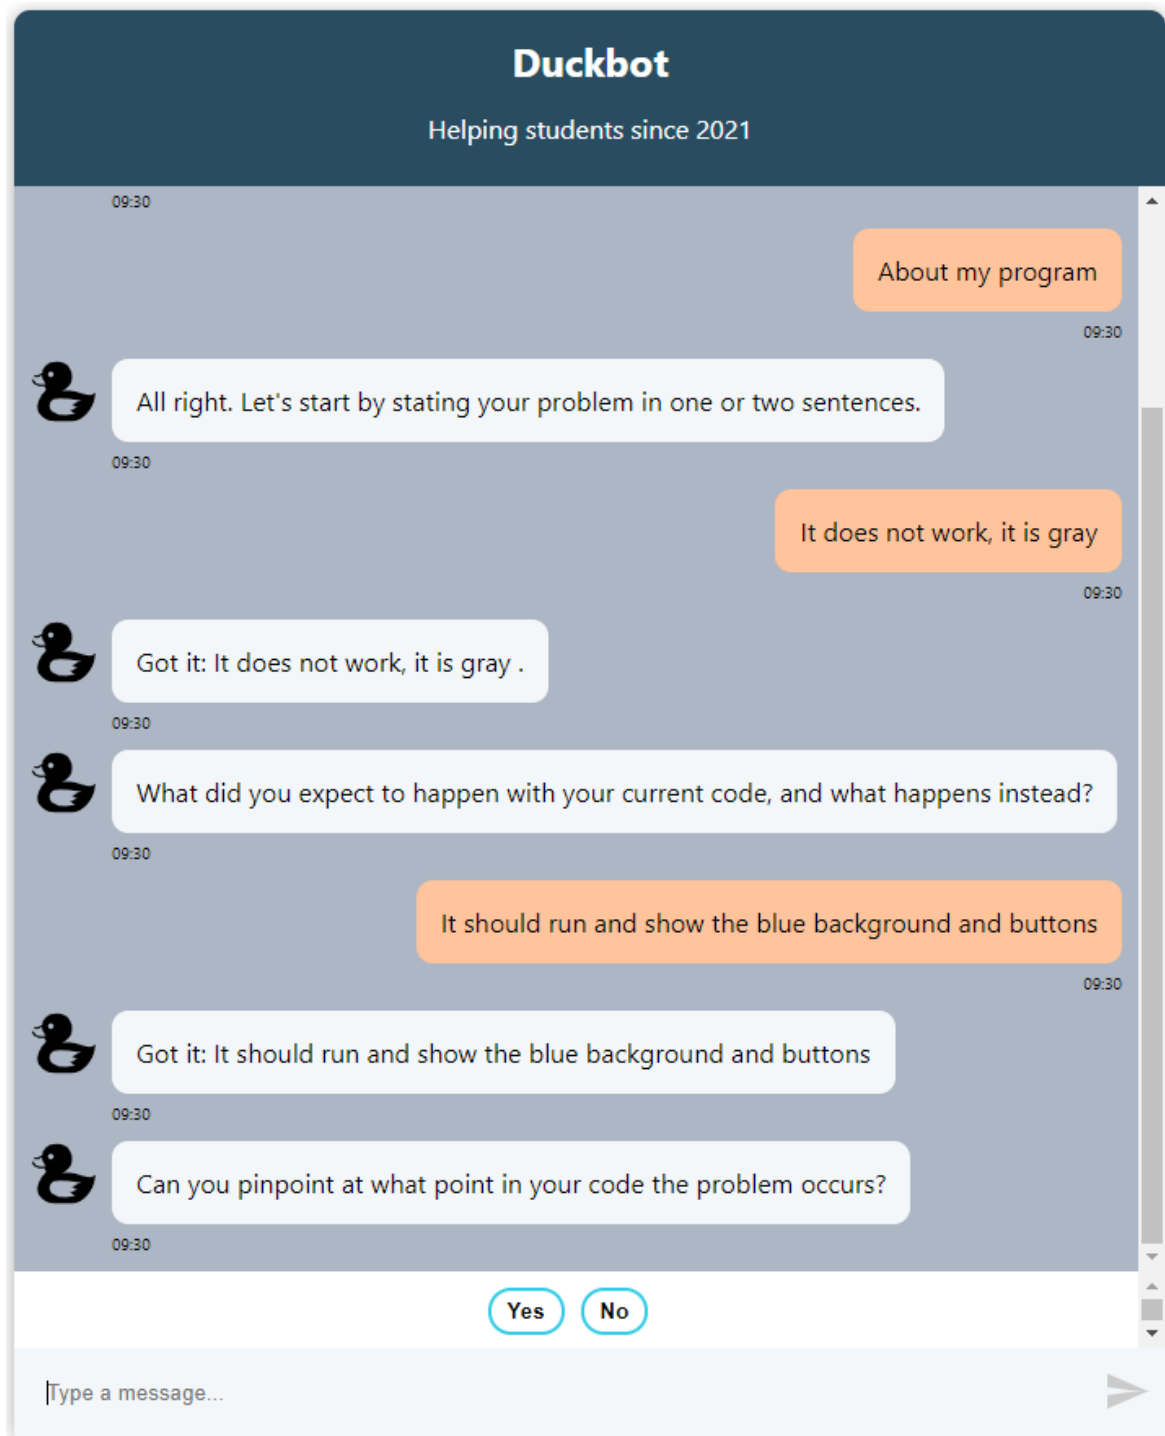 Duckbot
Helping students since 2021
09:30
About my program
09:30
All right. Let's start by stating your problem in one or two sentences.
09:30
It does not work, it is gray
09:30
Got it: It does not work, it is gray .
09:30
What did you expect to happen with your current code, and what happens instead?
09:30
It should run and show the blue background and buttons
09:30
Got it: It should run and show the blue background and buttons
09:30
Can you pinpoint at what point in your code the problem occurs?
09:30
Yes No
Type a message...